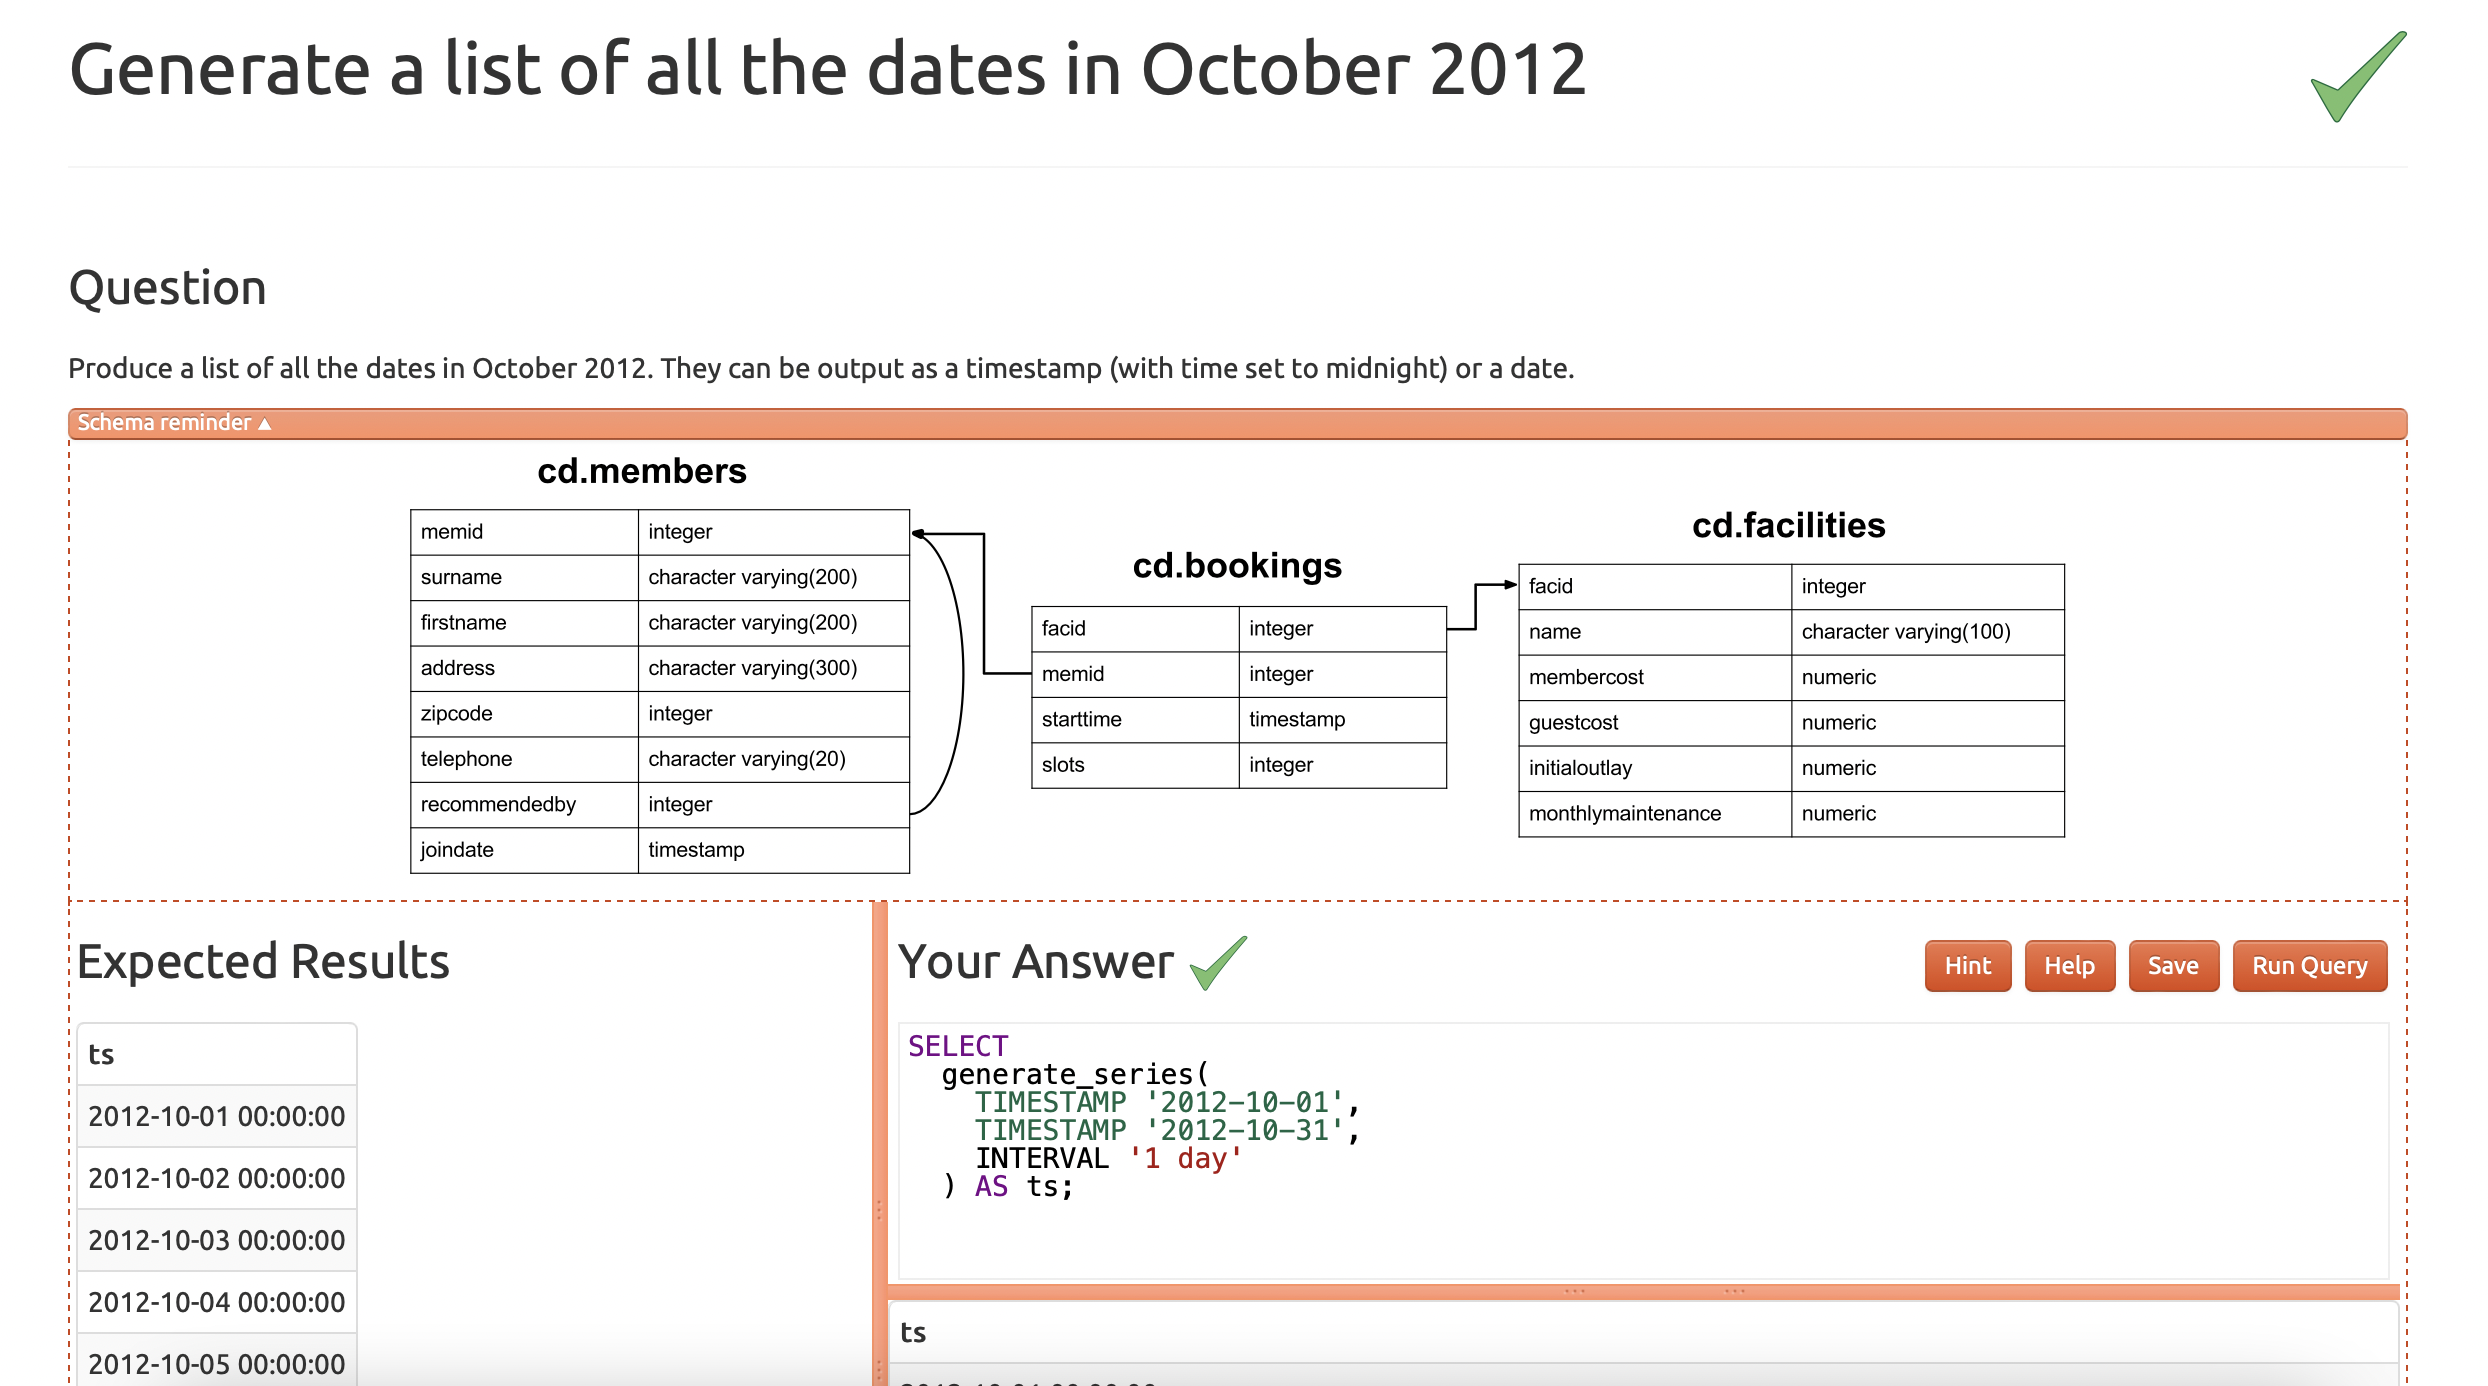 Generate a list of all the dates in October 2012
Question
Produce a list of all the dates in October 2012. They can be output as a timestamp (with time set to midnight) or a date.
Schema reminder ▲
cd.members
memid integer
surname character varying(200)
firstname character varying(200)
address character varying(300)
zipcode integer
telephone character varying(20)
recommendedby integer
joindate timestamp
cd.bookings
facid integer
memid integer
starttime timestamp
slots integer
cd.facilities
facid integer
name character varying(100)
membercost numeric
guestcost numeric
initialoutlay numeric
monthlymaintenance numeric
Expected Results
ts
2012-10-01 00:00:00
2012-10-02 00:00:00
2012-10-03 00:00:00
2012-10-04 00:00:00
2012-10-05 00:00:00
Your Answer
Hint Help Save Run Query
SELECT
  generate_series(
    TIMESTAMP '2012-10-01',
    TIMESTAMP '2012-10-31',
    INTERVAL '1 day'
  ) AS ts;
ts